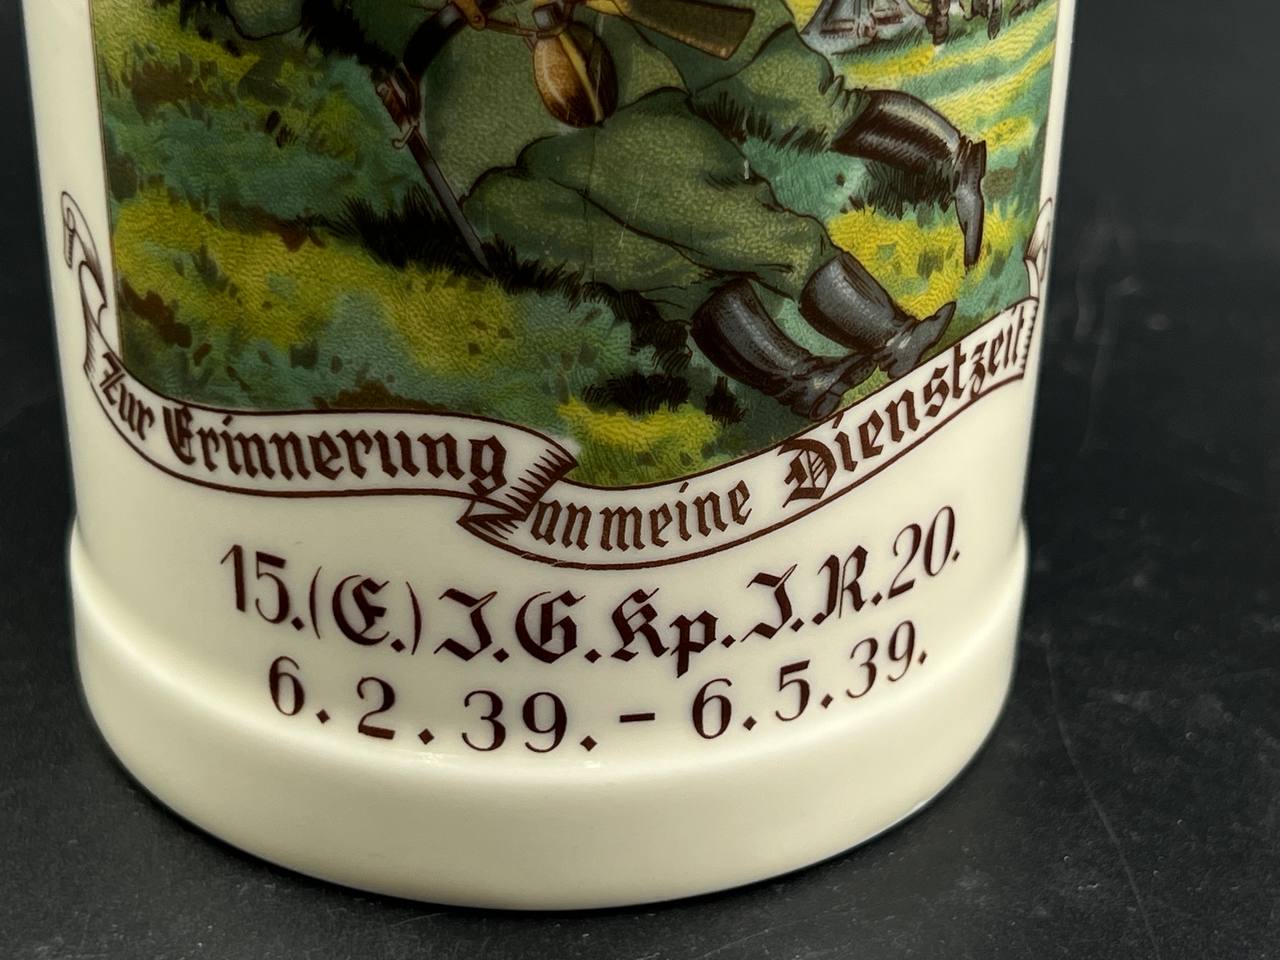 Zur Erinnerung an meine Dienstzeit
15.(E.) I.G.Kp.I.R.20.
6.2.39.-6.5.39.